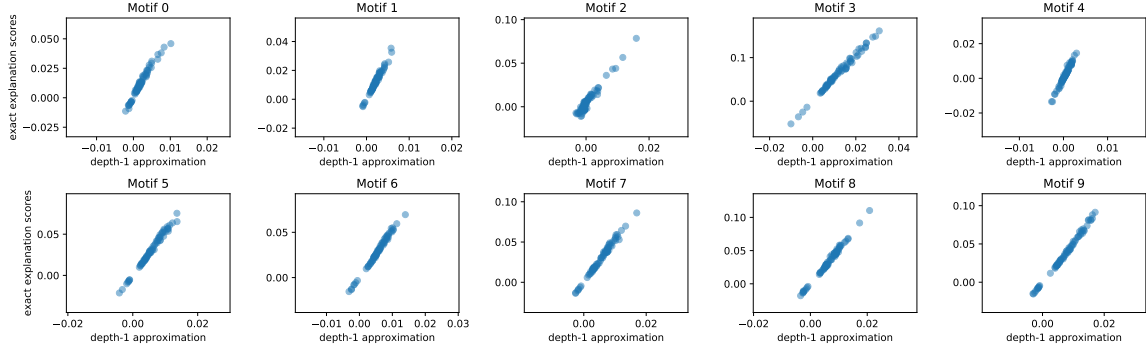 Motif 0
exact explanation scores
0.050
0.025
0.000
−0.025
−0.01 0.00 0.01 0.02
depth-1 approximation
Motif 1
0.04
0.02
0.00
−0.02
−0.01 0.00 0.01 0.02
depth-1 approximation
Motif 2
0.10
0.05
0.00
0.00 0.02
depth-1 approximation
Motif 3
0.1
0.0
−0.02 0.00 0.02 0.04
depth-1 approximation
Motif 4
0.02
0.00
−0.02
−0.01 0.00 0.01
depth-1 approximation
Motif 5
exact explanation scores
0.05
0.00
−0.02 0.00 0.02
depth-1 approximation
Motif 6
0.05
0.00
−0.01 0.00 0.01 0.02 0.03
depth-1 approximation
Motif 7
0.10
0.05
0.00
0.00 0.02
depth-1 approximation
Motif 8
0.10
0.05
0.00
−0.02 0.00 0.02
depth-1 approximation
Motif 9
0.10
0.05
0.00
0.00 0.02
depth-1 approximation